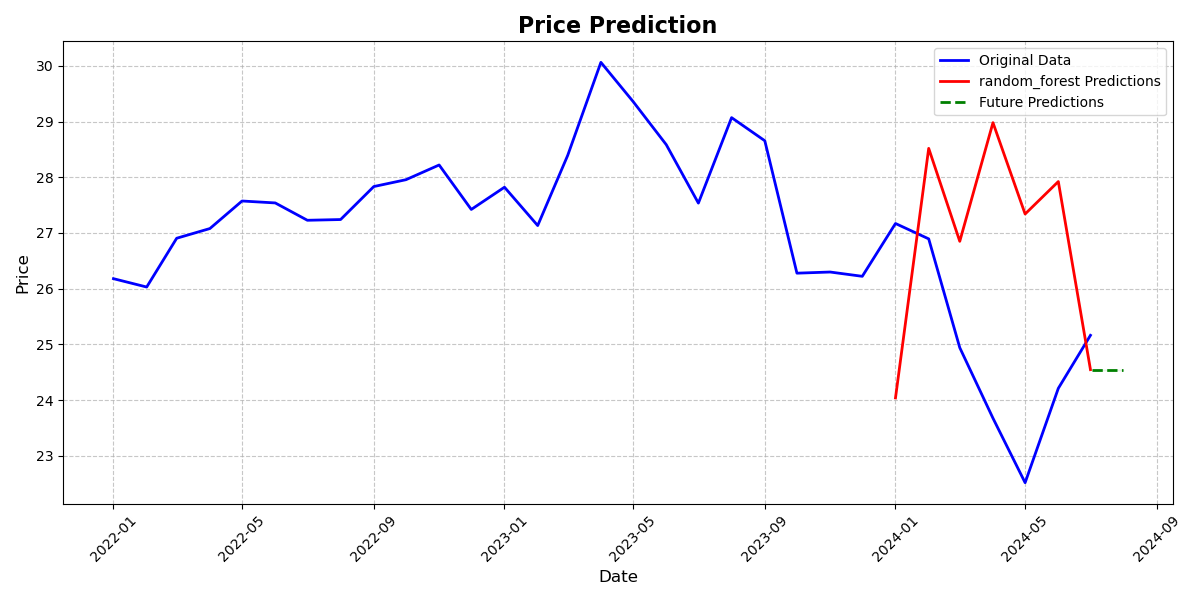 Price Prediction
Original Data
random_forest Predictions
Future Predictions
Price
30
29
28
27
26
25
24
23
2022-01
2022-05
2022-09
2023-01
2023-05
2023-09
2024-01
2024-05
2024-09
Date